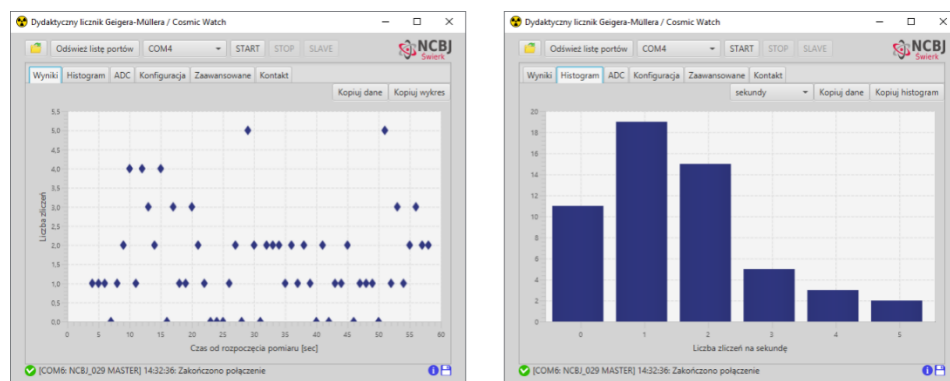 Dydaktyczny licznik Geigera-Müllera / Cosmic Watch
Odśwież listę portów COM4 START STOP SLAVE NCBJ
Świerk
Wyniki Histogram ADC Konfiguracja Zaawansowane Kontakt
Kopiuj dane Kopiuj wykres
5,5
5,0
4,5
4,0
3,5
3,0
2,5
2,0
1,5
1,0
0,5
0,0
Liczba zliczeń
0 5 10 15 20 25 30 35 40 45 50 55 60
Czas od rozpoczęcia pomiaru [sec]
[COM6: NCBJ_029 MASTER] 14:32:36: Zakończono połączenie
Dydaktyczny licznik Geigera-Müllera / Cosmic Watch
Odśwież listę portów COM4 START STOP SLAVE NCBJ
Świerk
Wyniki Histogram ADC Konfiguracja Zaawansowane Kontakt
sekundy Kopiuj dane Kopiuj histogram
20
18
16
14
12
10
8
6
4
2
0
0 1 2 3 4 5
Liczba zliczeń na sekundę
[COM6: NCBJ_029 MASTER] 14:32:36: Zakończono połączenie